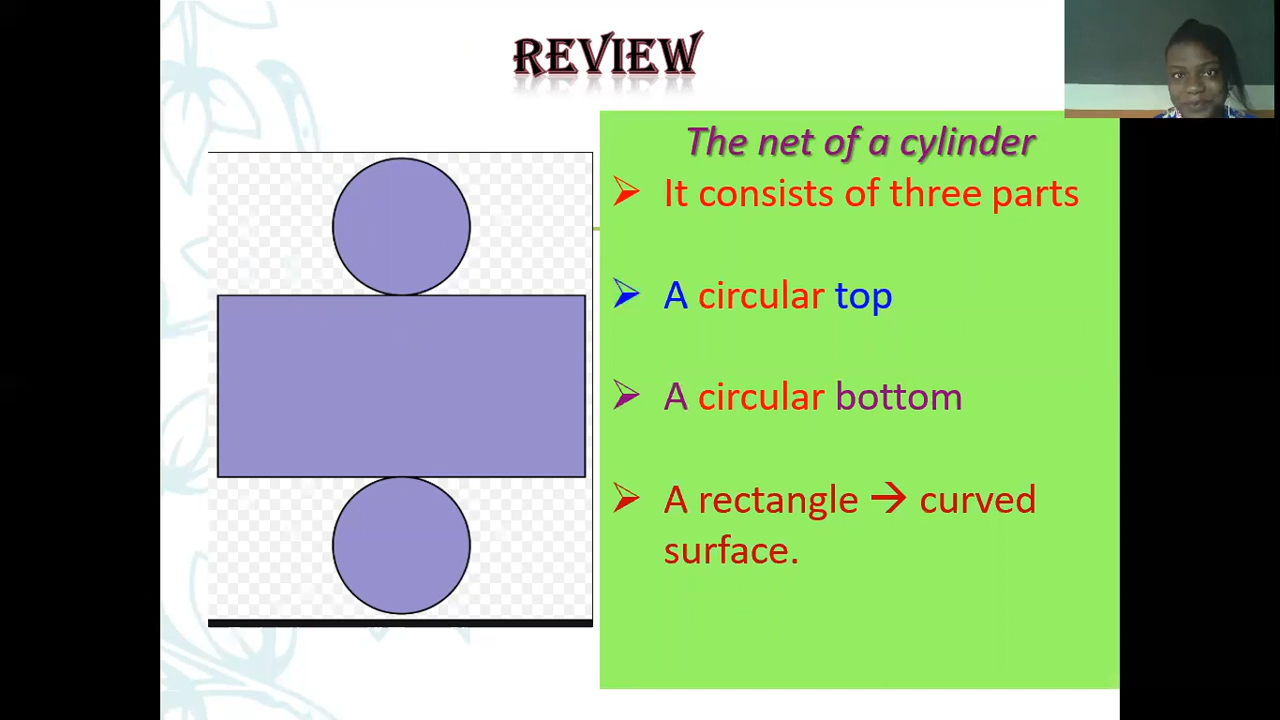 REVIEW
The net of a cylinder
It consists of three parts
A circular top
A circular bottom
A rectangle → curved
surface.